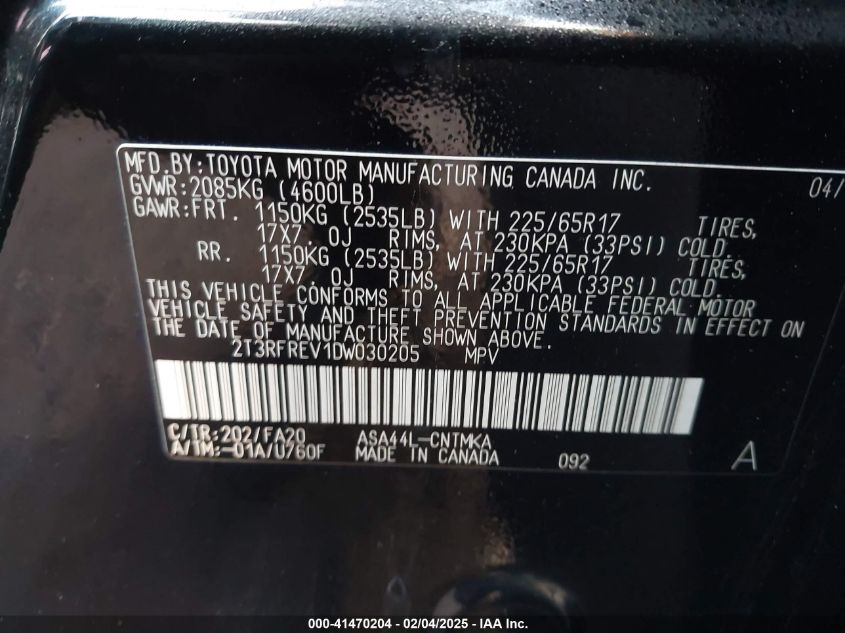 MFD.BY:TOYOTA MOTOR MANUFACTURING CANADA INC. 04/
GVWR:2085KG (4600LB)
GAWR:FRT. 1150KG (2535LB) WITH 225/65R17 TIRES,
17X7.0J RIMS, AT 230KPA (33PSI) COLD.
RR. 1150KG (2535LB) WITH 225/65R17 TIRES,
17X7.0J RIMS, AT 230KPA (33PSI) COLD.
THIS VEHICLE CONFORMS TO ALL APPLICABLE FEDERAL MOTOR
VEHICLE SAFETY AND THEFT PREVENTION STANDARDS IN EFFECT ON
THE DATE OF MANUFACTURE SHOWN ABOVE.
2T3RFREV1DW030205 MPV
C/TR:202/FA20 ASA44L-CNTMKA
A/TM:-01A/U760F MADE IN CANADA 092 A
000-41470204 - 02/04/2025 - IAA, Inc.